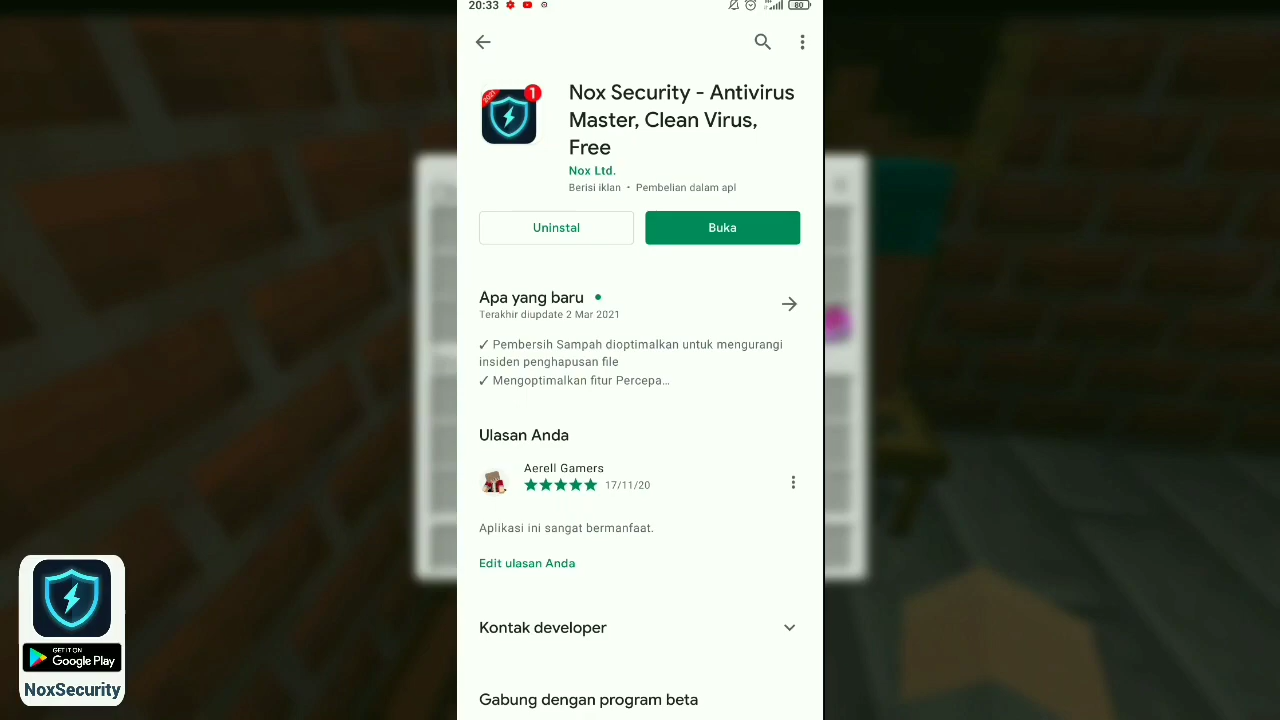 20:33
80
2021
1
Nox Security - Antivirus
Master, Clean Virus,
Free
Nox Ltd.
Berisi iklan • Pembelian dalam apl
Uninstal
Buka
Apa yang baru
Terakhir diupdate 2 Mar 2021
✓ Pembersih Sampah dioptimalkan untuk mengurangi
insiden penghapusan file
✓ Mengoptimalkan fitur Percepa...
Ulasan Anda
Aerell Gamers
17/11/20
Aplikasi ini sangat bermanfaat.
Edit ulasan Anda
Kontak developer
Gabung dengan program beta
GET IT ON
Google Play
NoxSecurity